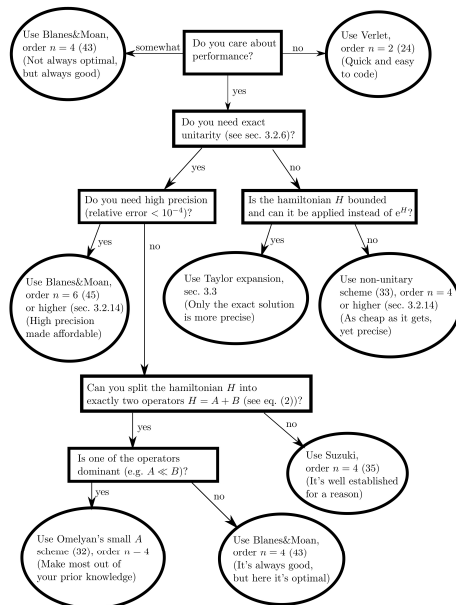 Use Blanes&Moan,
order n = 4 (43)
(Not always optimal,
but always good)
somewhat
Do you care about
performance?
no
Use Verlet,
order n = 2 (24)
(Quick and easy
to code)
yes
Do you need exact
unitarity (see sec. 3.2.6)?
yes
no
Do you need high precision
(relative error < 10⁻⁴)?
Is the hamiltonian H bounded
and can it be applied instead of eᴴ?
yes
no
yes
no
Use Blanes&Moan,
order n = 6 (45)
or higher (sec. 3.2.14)
(High precision
made affordable)
Use Taylor expansion,
sec. 3.3
(Only the exact solution
is more precise)
Use non-unitary
scheme (33), order n = 4
or higher (sec. 3.2.14)
(As cheap as it gets,
yet precise)
Can you split the hamiltonian H into
exactly two operators H = A + B (see eq. (2))?
yes
no
Is one of the operators
dominant (e.g. A ≪ B)?
Use Suzuki,
order n = 4 (35)
(It's well established
for a reason)
yes
no
Use Omelyan's small A
scheme (32), order n − 4
(Make most out
of your prior knowledge)
Use Blanes&Moan,
order n = 4 (43)
(It's always good,
but here it's optimal)